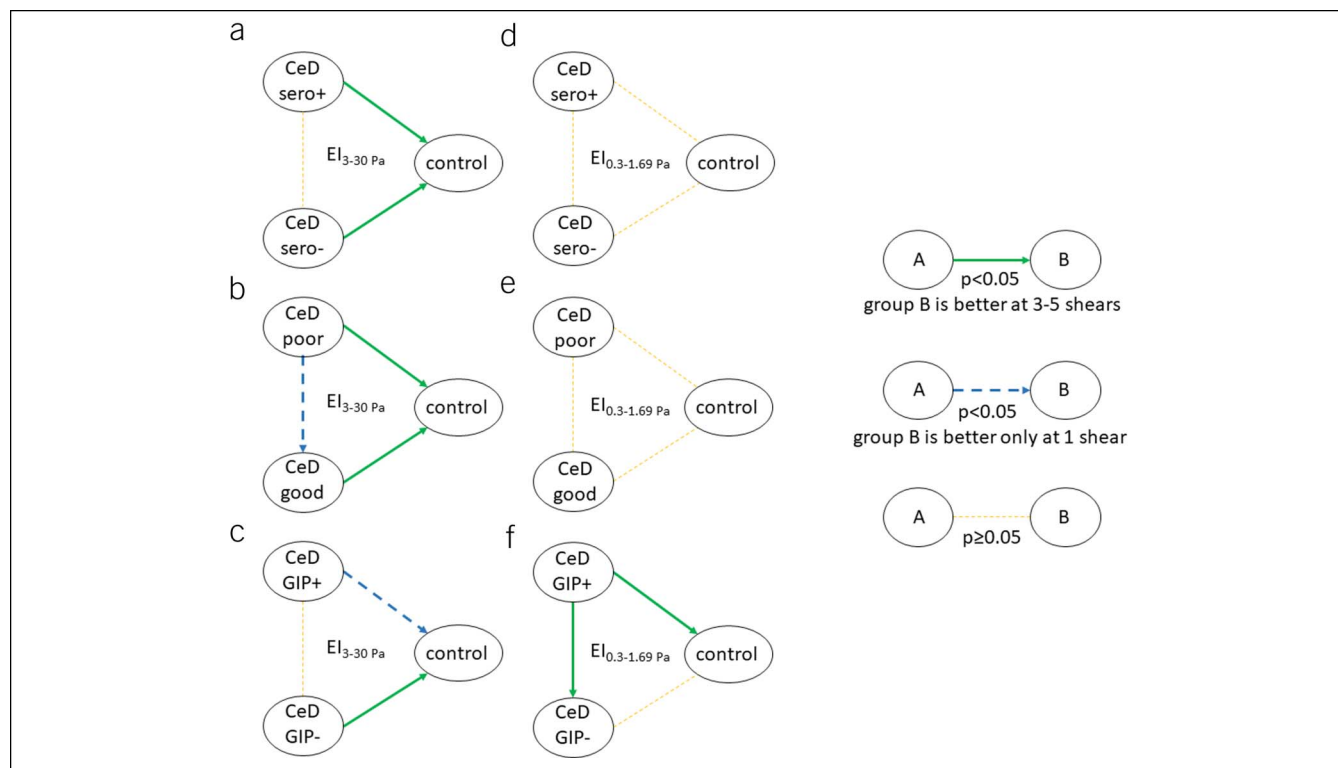 a
CeD
sero+
EI3-30 Pa
control
CeD
sero-
d
CeD
sero+
EI0.3-1.69 Pa
control
CeD
sero-
b
CeD
poor
EI3-30 Pa
control
CeD
good
e
CeD
poor
EI0.3-1.69 Pa
control
CeD
good
c
CeD
GIP+
EI3-30 Pa
control
CeD
GIP-
f
CeD
GIP+
EI0.3-1.69 Pa
control
CeD
GIP-
A
B
p<0.05
group B is better at 3-5 shears
A
B
p<0.05
group B is better only at 1 shear
A
B
p≥0.05